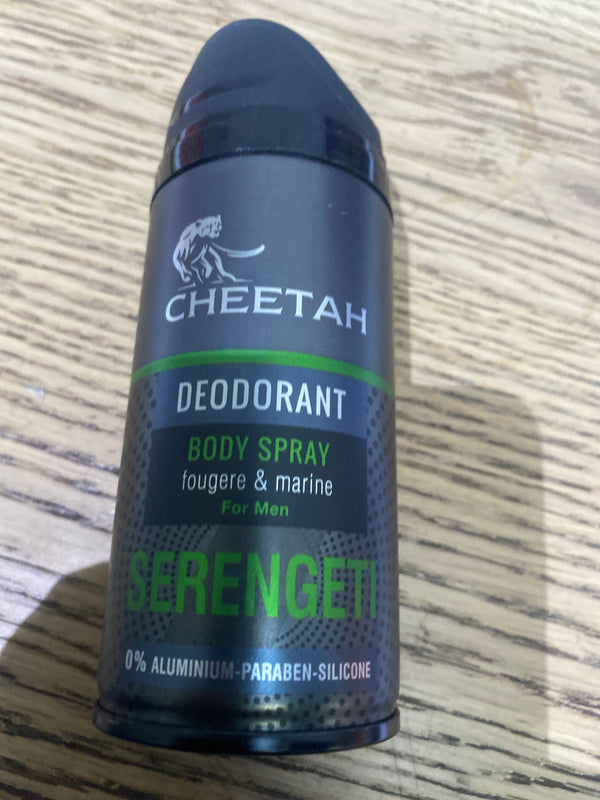 CHEETAH
DEODORANT
BODY SPRAY
fougere & marine
For Men
SERENGETI
0% ALUMINIUM-PARABEN-SILICONE